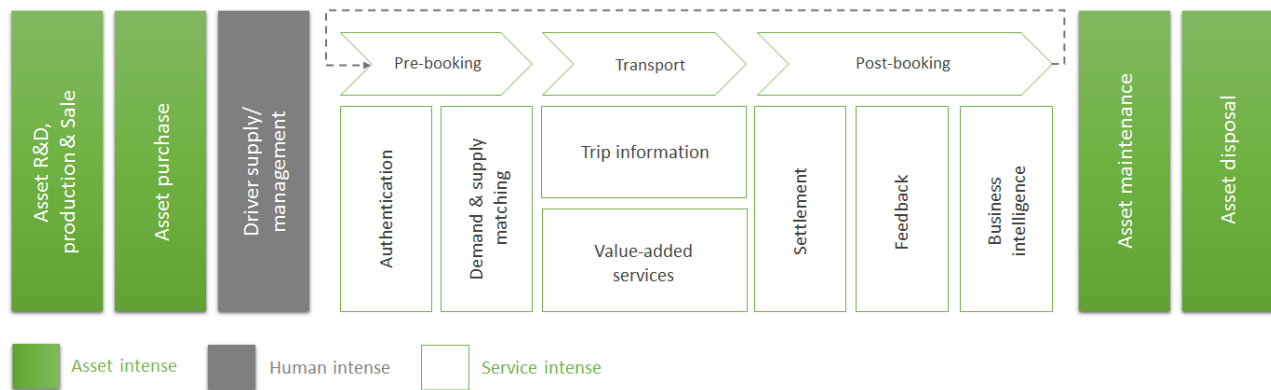 Asset R&D,
production & Sale
Asset purchase
Driver supply/
management
Pre-booking
Transport
Post-booking
Authentication
Demand & supply
matching
Trip information
Value-added
services
Settlement
Feedback
Business
intelligence
Asset maintenance
Asset disposal
Asset intense
Human intense
Service intense